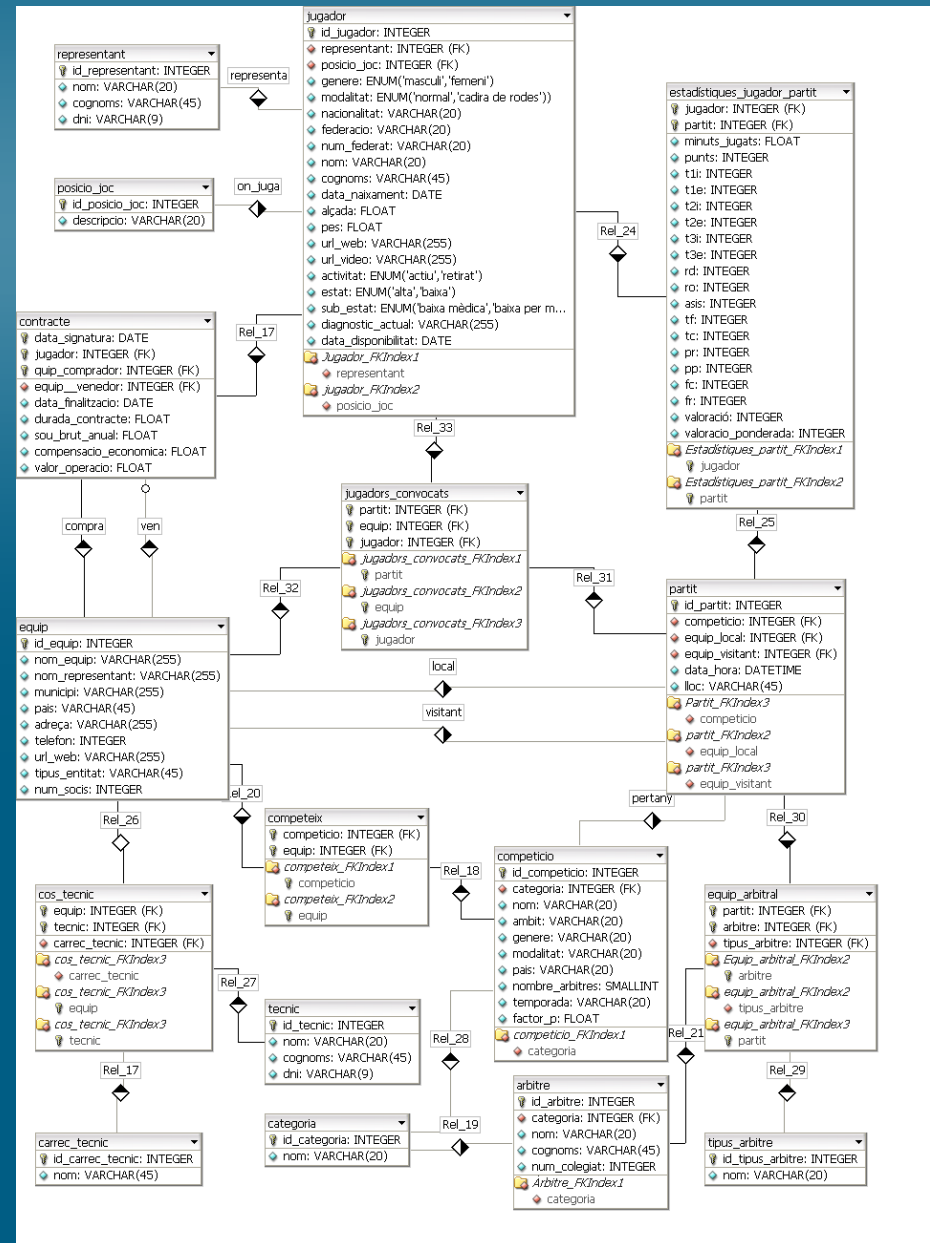 jugador
id_jugador: INTEGER
representant: INTEGER (FK)
posicio_joc: INTEGER (FK)
genere: ENUM('masculi','femeni')
modalitat: ENUM('normal','cadira de rodes'))
nacionalitat: VARCHAR(20)
federacio: VARCHAR(20)
num_federat: VARCHAR(20)
nom: VARCHAR(20)
cognoms: VARCHAR(45)
data_naixament: DATE
alçada: FLOAT
pes: FLOAT
url_web: VARCHAR(255)
url_video: VARCHAR(255)
activitat: ENUM('actiu','retirat')
estat: ENUM('alta','baixa')
sub_estat: ENUM('baixa mèdica','baixa per m...
diagnostic_actual: VARCHAR(255)
data_disponibilitat: DATE
Jugador_FKIndex1
representant
jugador_FKIndex2
posicio_joc
representant
id_representant: INTEGER
nom: VARCHAR(20)
cognoms: VARCHAR(45)
dni: VARCHAR(9)
representa
posicio_joc
id_posicio_joc: INTEGER
descripcio: VARCHAR(20)
on_juga
estadístiques_jugador_partit
jugador: INTEGER (FK)
partit: INTEGER (FK)
minuts_jugats: FLOAT
punts: INTEGER
t1i: INTEGER
t1e: INTEGER
t2i: INTEGER
t2e: INTEGER
t3i: INTEGER
t3e: INTEGER
rd: INTEGER
ro: INTEGER
asis: INTEGER
tf: INTEGER
tc: INTEGER
pr: INTEGER
pp: INTEGER
fc: INTEGER
fr: INTEGER
valoració: INTEGER
valoracio_ponderada: INTEGER
Estadístiques_partit_FKIndex1
jugador
Estadístiques_partit_FKIndex2
partit
Rel_24
contracte
data_signatura: DATE
jugador: INTEGER (FK)
quip_comprador: INTEGER (FK)
equip__venedor: INTEGER (FK)
data_finalitzacio: DATE
durada_contracte: FLOAT
sou_brut_anual: FLOAT
compensacio_economica: FLOAT
valor_operacio: FLOAT
Rel_17
Rel_33
jugadors_convocats
partit: INTEGER (FK)
equip: INTEGER (FK)
jugador: INTEGER (FK)
jugadors_convocats_FKIndex1
partit
jugadors_convocats_FKIndex2
equip
jugadors_convocats_FKIndex3
jugador
compra
ven
Rel_25
Rel_32
Rel_31
partit
id_partit: INTEGER
competicio: INTEGER (FK)
equip_local: INTEGER (FK)
equip_visitant: INTEGER (FK)
data_hora: DATETIME
lloc: VARCHAR(45)
Partit_FKIndex3
competicio
partit_FKIndex2
equip_local
partit_FKIndex3
equip_visitant
equip
id_equip: INTEGER
nom_equip: VARCHAR(255)
nom_representant: VARCHAR(255)
municipi: VARCHAR(255)
pais: VARCHAR(45)
adreça: VARCHAR(255)
telefon: INTEGER
url_web: VARCHAR(255)
tipus_entitat: VARCHAR(45)
num_socis: INTEGER
local
visitant
el_20
Rel_26
pertany
Rel_30
competeix
competicio: INTEGER (FK)
equip: INTEGER (FK)
competeix_FKIndex1
competicio
competeix_FKIndex2
equip
Rel_18
competicio
id_competicio: INTEGER
categoria: INTEGER (FK)
nom: VARCHAR(20)
ambit: VARCHAR(20)
genere: VARCHAR(20)
modalitat: VARCHAR(20)
pais: VARCHAR(20)
nombre_arbitres: SMALLINT
temporada: VARCHAR(20)
factor_p: FLOAT
competicio_FKIndex1
categoria
equip_arbitral
partit: INTEGER (FK)
arbitre: INTEGER (FK)
tipus_arbitre: INTEGER (FK)
Equip_arbitral_FKIndex2
arbitre
equip_arbitral_FKIndex2
tipus_arbitre
equip_arbitral_FKIndex3
partit
cos_tecnic
equip: INTEGER (FK)
tecnic: INTEGER (FK)
carrec_tecnic: INTEGER (FK)
cos_tecnic_FKIndex3
carrec_tecnic
cos_tecnic_FKIndex3
equip
cos_tecnic_FKIndex3
tecnic
Rel_27
tecnic
id_tecnic: INTEGER
nom: VARCHAR(20)
cognoms: VARCHAR(45)
dni: VARCHAR(9)
Rel_28
Rel_21
Rel_17
Rel_29
arbitre
id_arbitre: INTEGER
categoria: INTEGER (FK)
nom: VARCHAR(20)
cognoms: VARCHAR(45)
num_colegiat: INTEGER
Arbitre_FKIndex1
categoria
categoria
id_categoria: INTEGER
nom: VARCHAR(20)
Rel_19
carrec_tecnic
id_carrec_tecnic: INTEGER
nom: VARCHAR(45)
tipus_arbitre
id_tipus_arbitre: INTEGER
nom: VARCHAR(20)